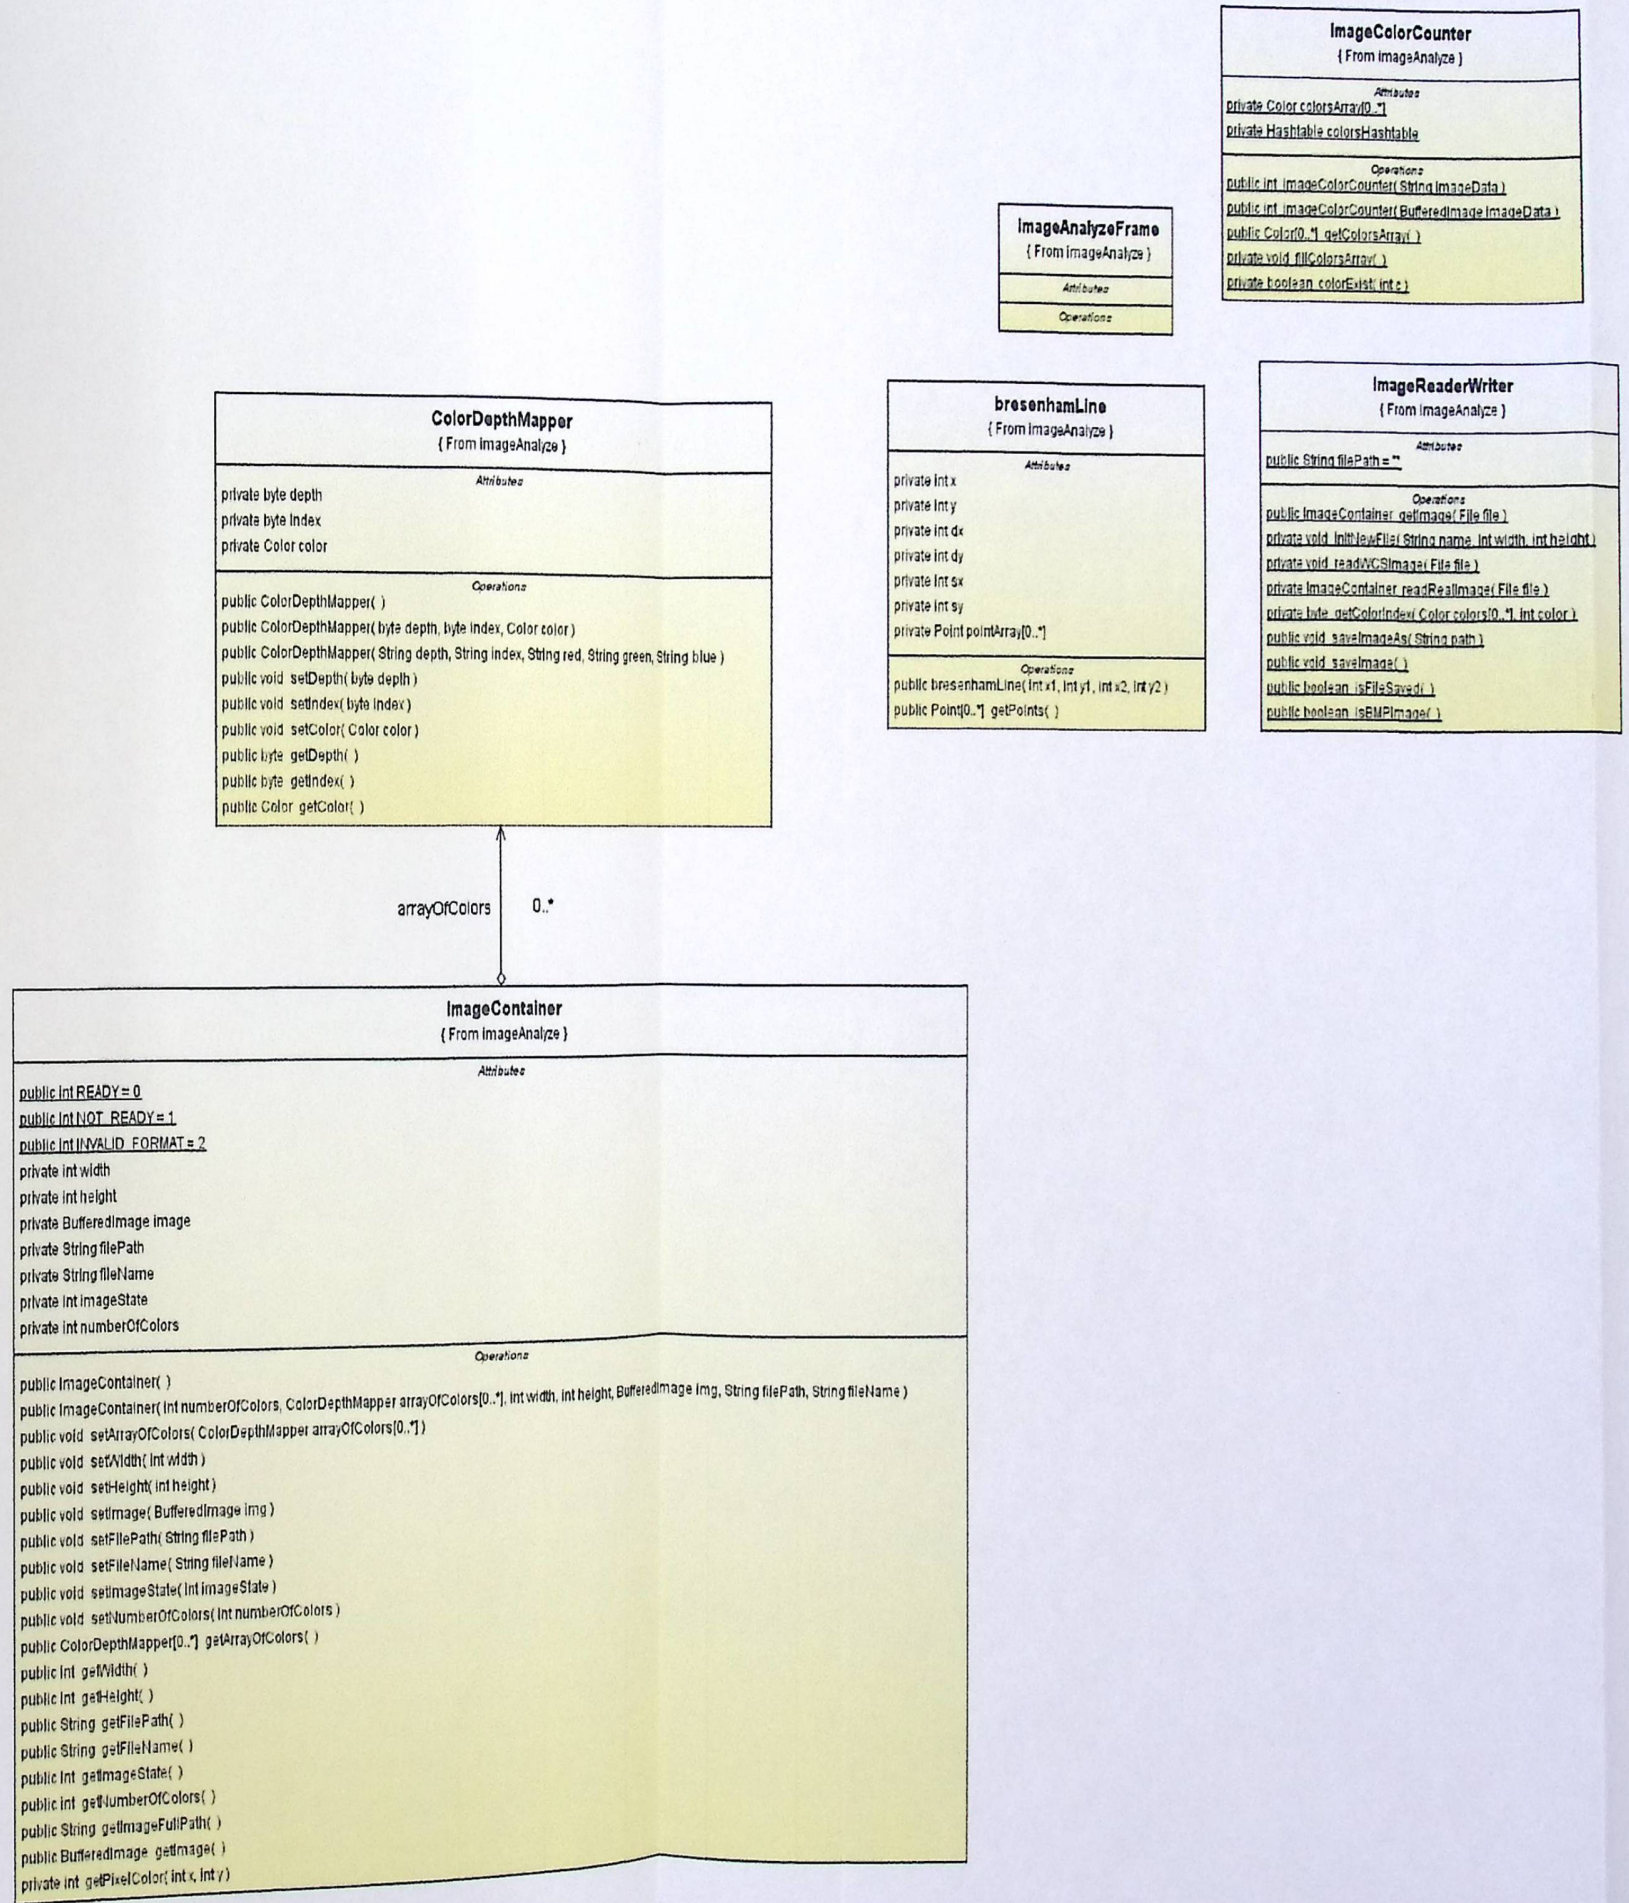 ImageColorCounter
{ From imageAnalyze }
Attributes
private Color colorsArray[0..*]
private Hashtable colorsHashtable
Operations
public int imageColorCounter( String imageData )
public int imageColorCounter( BufferedImage imageData )
public Color[0..*] getColorsArray( )
private void fillColorsArray( )
private boolean colorExist( int c )
ImageAnalyzeFrame
{ From imageAnalyze }
Attributes
Operations
ColorDepthMapper
{ From imageAnalyze }
Attributes
private byte depth
private byte index
private Color color
Operations
public ColorDepthMapper( )
public ColorDepthMapper( byte depth, byte index, Color color )
public ColorDepthMapper( String depth, String index, String red, String green, String blue )
public void setDepth( byte depth )
public void setIndex( byte index )
public void setColor( Color color )
public byte getDepth( )
public byte getIndex( )
public Color getColor( )
bresenhamLine
{ From imageAnalyze }
Attributes
private int x
private int y
private int dx
private int dy
private int sx
private int sy
private Point pointArray[0..*]
Operations
public bresenhamLine( int x1, int y1, int x2, int y2 )
public Point[0..*] getPoints( )
ImageReaderWriter
{ From imageAnalyze }
Attributes
public String filePath = ""
Operations
public ImageContainer getImage( File file )
private void initNewFile( String name, int width, int height )
private void readWCSImage( File file )
private ImageContainer readRealImage( File file )
private byte getColorIndex( Color colors[0..*], int color )
public void saveImageAs( String path )
public void saveImage( )
public boolean isFileSaved( )
public boolean isBMPImage( )
arrayOfColors 0..*
ImageContainer
{ From imageAnalyze }
Attributes
public int READY = 0
public int NOT_READY = 1
public int INVALID_FORMAT = 2
private int width
private int height
private BufferedImage image
private String filePath
private String fileName
private int imageState
private int numberOfColors
Operations
public ImageContainer( )
public ImageContainer( int numberOfColors, ColorDepthMapper arrayOfColors[0..*], int width, int height, BufferedImage img, String filePath, String fileName )
public void setArrayOfColors( ColorDepthMapper arrayOfColors[0..*] )
public void setWidth( int width )
public void setHeight( int height )
public void setImage( BufferedImage img )
public void setFilePath( String filePath )
public void setFileName( String fileName )
public void setImageState( int imageState )
public void setNumberOfColors( int numberOfColors )
public ColorDepthMapper[0..*] getArrayOfColors( )
public int getWidth( )
public int getHeight( )
public String getFilePath( )
public String getFileName( )
public int getImageState( )
public int getNumberOfColors( )
public String getImageFullPath( )
public BufferedImage getImage( )
private int getPixelColor( int x, int y )